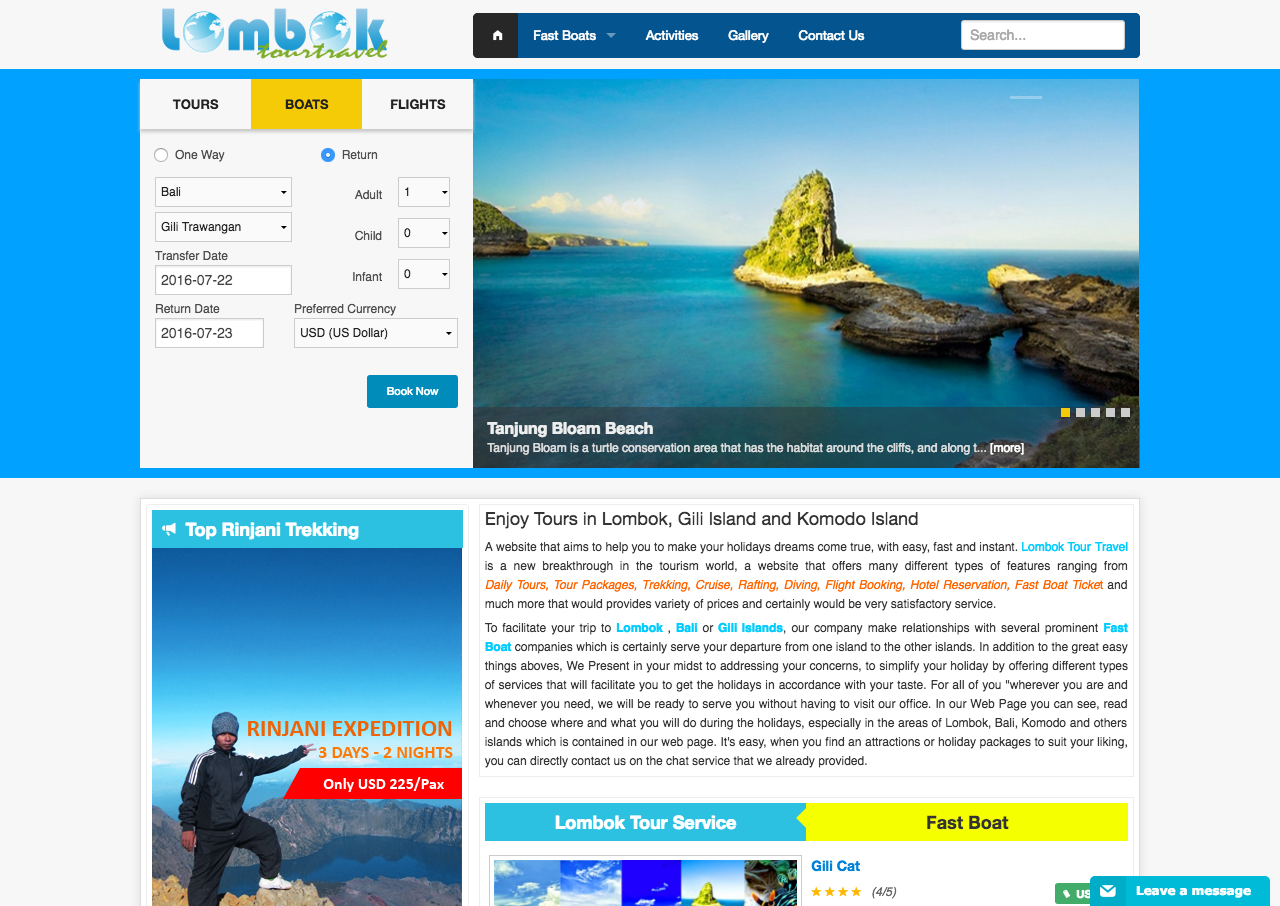 Lombok
tourtravel
Fast Boats
Activities
Gallery
Contact Us
Search...
TOURS
BOATS
FLIGHTS
One Way
Return
Bali
Adult
1
Gili Trawangan
Child
0
Transfer Date
2016-07-22
Infant
0
Return Date
Preferred Currency
2016-07-23
USD (US Dollar)
Book Now
Tanjung Bloam Beach
Tanjung Bloam is a turtle conservation area that has the habitat around the cliffs, and along t... [more]
Top Rinjani Trekking
RINJANI EXPEDITION
3 DAYS - 2 NIGHTS
Only USD 225/Pax
Enjoy Tours in Lombok, Gili Island and Komodo Island
A website that aims to help you to make your holidays dreams come true, with easy, fast and instant. Lombok Tour Travel
is a new breakthrough in the tourism world, a website that offers many different types of features ranging from
Daily Tours, Tour Packages, Trekking, Cruise, Rafting, Diving, Flight Booking, Hotel Reservation, Fast Boat Ticket and
much more that would provides variety of prices and certainly would be very satisfactory service.
To facilitate your trip to Lombok , Bali or Gili Islands, our company make relationships with several prominent Fast
Boat companies which is certainly serve your departure from one island to the other islands. In addition to the great easy
things aboves, We Present in your midst to addressing your concerns, to simplify your holiday by offering different types
of services that will facilitate you to get the holidays in accordance with your taste. For all of you "wherever you are and
whenever you need, we will be ready to serve you without having to visit our office. In our Web Page you can see, read
and choose where and what you will do during the holidays, especially in the areas of Lombok, Bali, Komodo and others
islands which is contained in our web page. It's easy, when you find an attractions or holiday packages to suit your liking,
you can directly contact us on the chat service that we already provided.
Lombok Tour Service
Fast Boat
Gili Cat
(4/5)
US
Leave a message